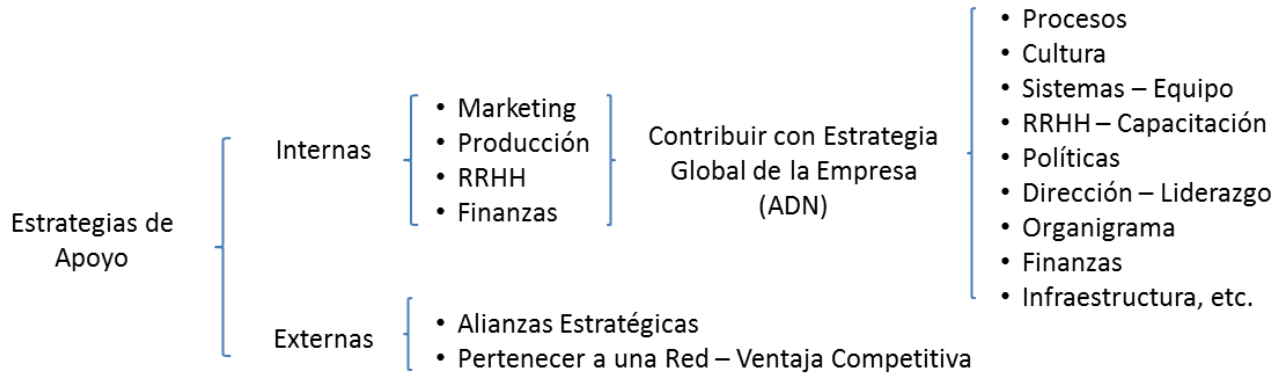 Estrategias de
Apoyo
Internas
• Marketing
• Producción
• RRHH
• Finanzas
Contribuir con Estrategia
Global de la Empresa
(ADN)
• Procesos
• Cultura
• Sistemas – Equipo
• RRHH – Capacitación
• Políticas
• Dirección – Liderazgo
• Organigrama
• Finanzas
• Infraestructura, etc.
Externas
• Alianzas Estratégicas
• Pertenecer a una Red – Ventaja Competitiva